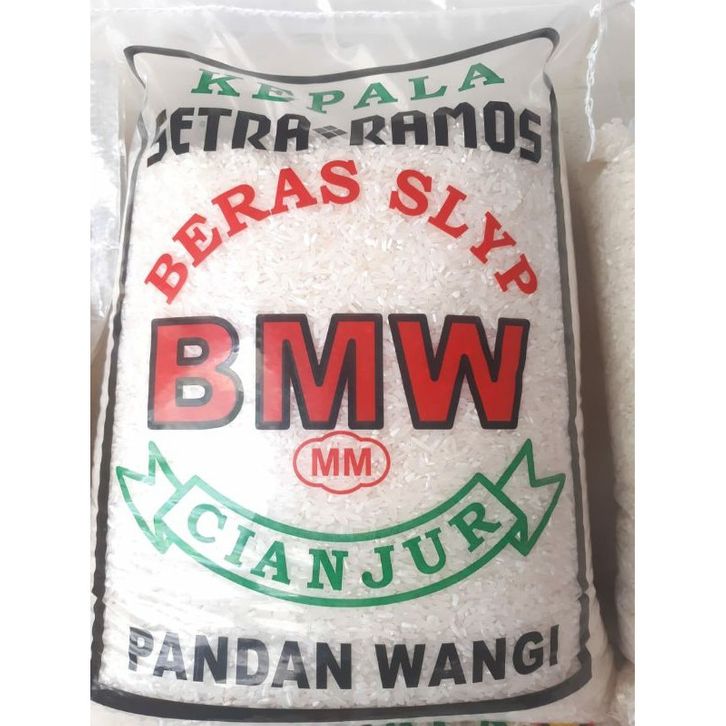 KEPALA
SETRA-RAMOS
BERAS SLYP
BMW
MM
CIANJUR
PANDAN WANGI